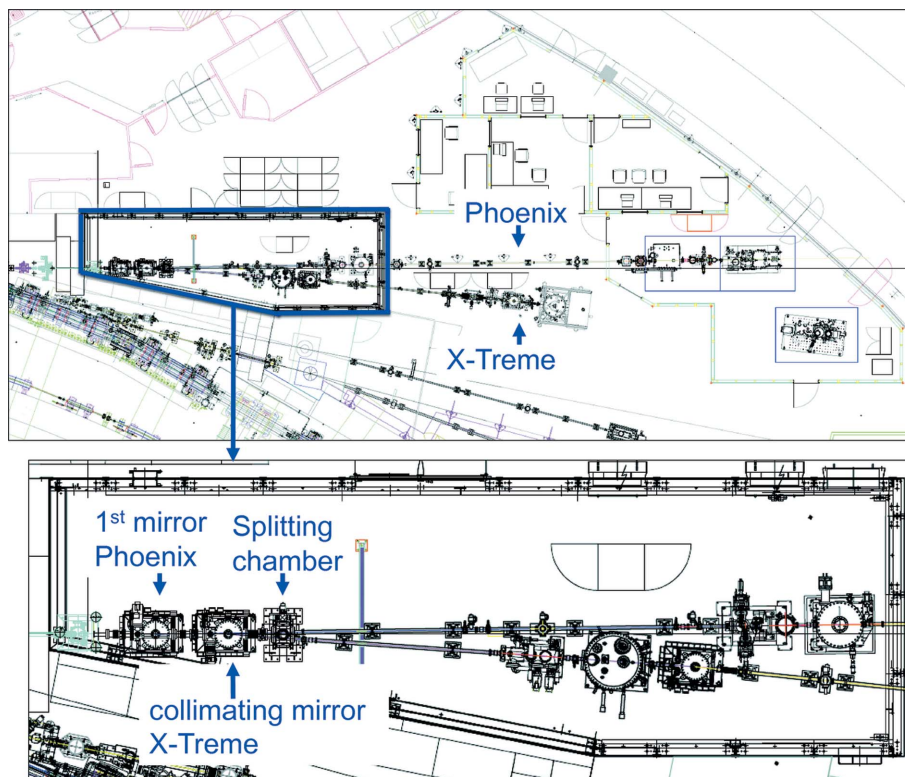 Phoenix
X-Treme
1st mirror
Phoenix
Splitting
chamber
collimating mirror
X-Treme